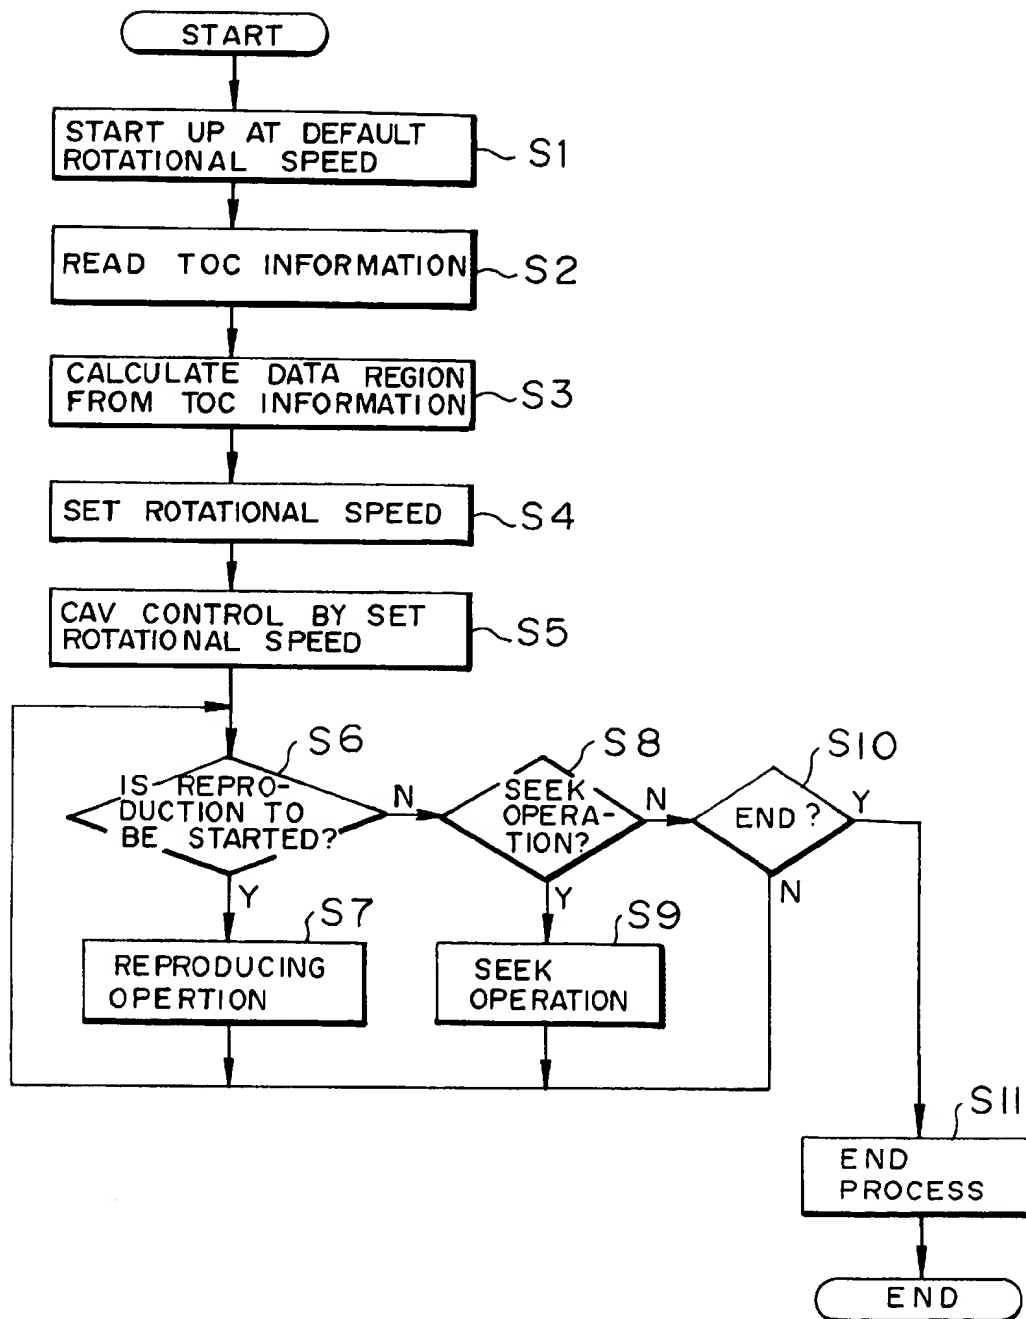 START
START UP AT DEFAULT
ROTATIONAL SPEED
S1
READ TOC INFORMATION
S2
CALCULATE DATA REGION
FROM TOC INFORMATION
S3
SET ROTATIONAL SPEED
S4
CAV CONTROL BY SET
ROTATIONAL SPEED
S5
S6
IS REPRO-
DUCTION TO
BE STARTED?
N
Y
S8
SEEK
OPERA-
TION?
N
Y
S10
END?
Y
N
S7
REPRODUCING
OPERTION
S9
SEEK
OPERATION
S11
END
PROCESS
END